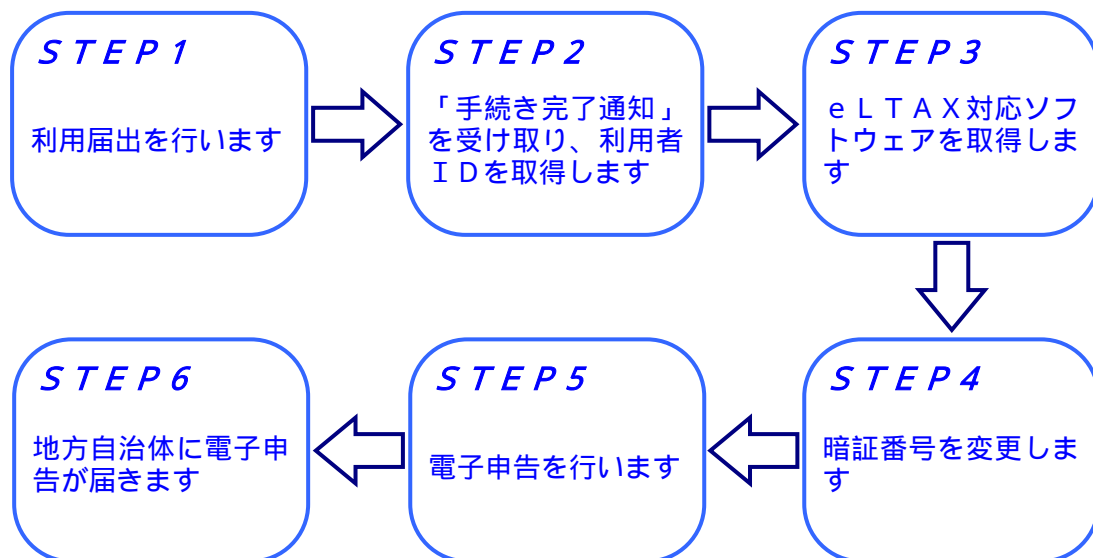 ＳＴＥＰ１
利用届出を行います
ＳＴＥＰ２
「手続き完了通知」
を受け取り、利用者
ＩＤを取得します
ＳＴＥＰ３
ｅＬＴＡＸ対応ソフ
トウェアを取得しま
す
ＳＴＥＰ４
暗証番号を変更しま
す
ＳＴＥＰ５
電子申告を行います
ＳＴＥＰ６
地方自治体に電子申
告が届きます